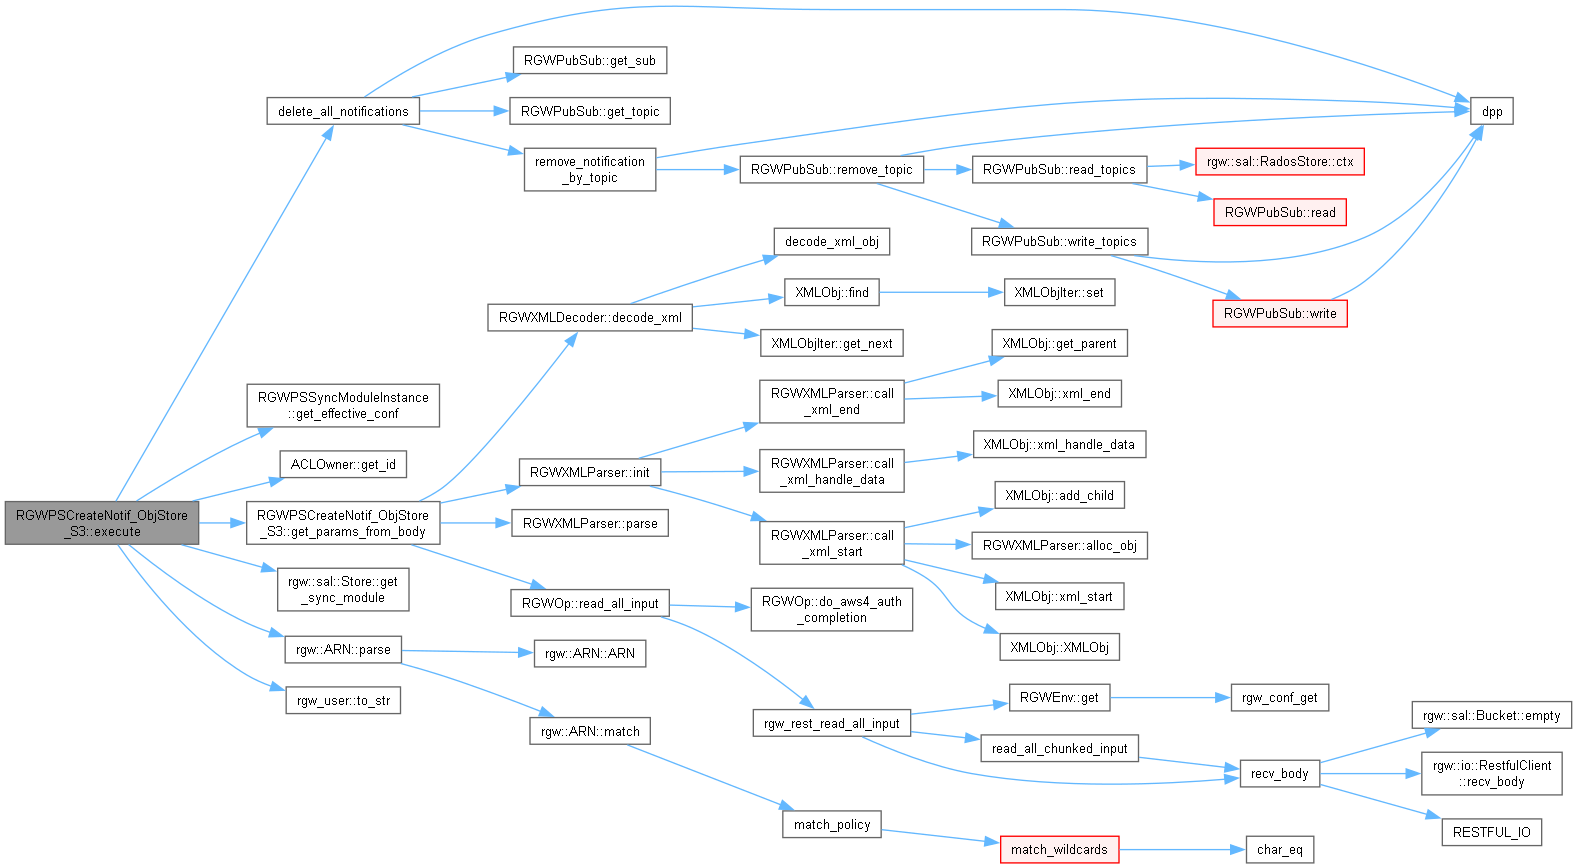 RGWPSCreateNotif_ObjStore
_S3::execute
delete_all_notifications
RGWPubSub::get_sub
RGWPubSub::get_topic
remove_notification
_by_topic
dpp
RGWPubSub::remove_topic
RGWPubSub::read_topics
rgw::sal::RadosStore::ctx
RGWPubSub::read
RGWPubSub::write_topics
RGWPubSub::write
RGWPSSyncModuleInstance
::get_effective_conf
ACLOwner::get_id
RGWPSCreateNotif_ObjStore
_S3::get_params_from_body
RGWXMLDecoder::decode_xml
decode_xml_obj
XMLObj::find
XMLObjIter::set
XMLObjIter::get_next
RGWXMLParser::init
RGWXMLParser::call
_xml_end
XMLObj::get_parent
XMLObj::xml_end
RGWXMLParser::call
_xml_handle_data
XMLObj::xml_handle_data
RGWXMLParser::call
_xml_start
XMLObj::add_child
RGWXMLParser::alloc_obj
XMLObj::xml_start
XMLObj::XMLObj
RGWXMLParser::parse
RGWOp::read_all_input
RGWOp::do_aws4_auth
_completion
rgw_rest_read_all_input
RGWEnv::get
rgw_conf_get
read_all_chunked_input
recv_body
rgw::sal::Bucket::empty
rgw::io::RestfulClient
::recv_body
RESTFUL_IO
rgw::sal::Store::get
_sync_module
rgw::ARN::parse
rgw::ARN::ARN
rgw::ARN::match
match_policy
match_wildcards
char_eq
rgw_user::to_str